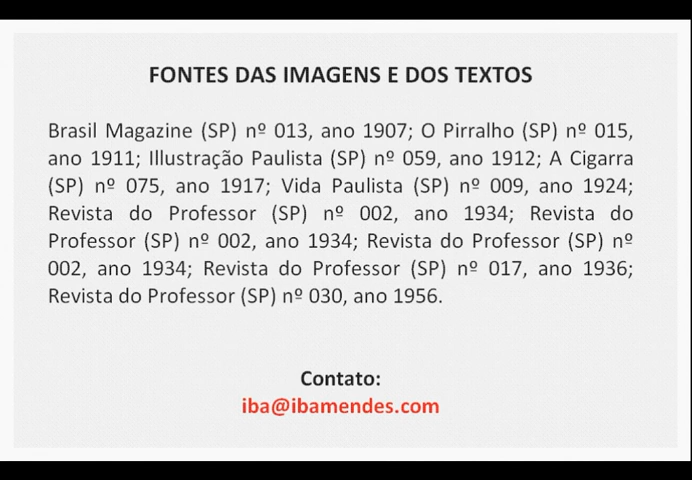 FONTES DAS IMAGENS E DOS TEXTOS
Brasil Magazine (SP) nº 013, ano 1907; O Pirralho (SP) nº 015,
ano 1911; Illustração Paulista (SP) nº 059, ano 1912; A Cigarra
(SP) nº 075, ano 1917; Vida Paulista (SP) nº 009, ano 1924;
Revista do Professor (SP) nº 002, ano 1934; Revista do
Professor (SP) nº 002, ano 1934; Revista do Professor (SP) nº
002, ano 1934; Revista do Professor (SP) nº 017, ano 1936;
Revista do Professor (SP) nº 030, ano 1956.
Contato:
iba@ibamendes.com